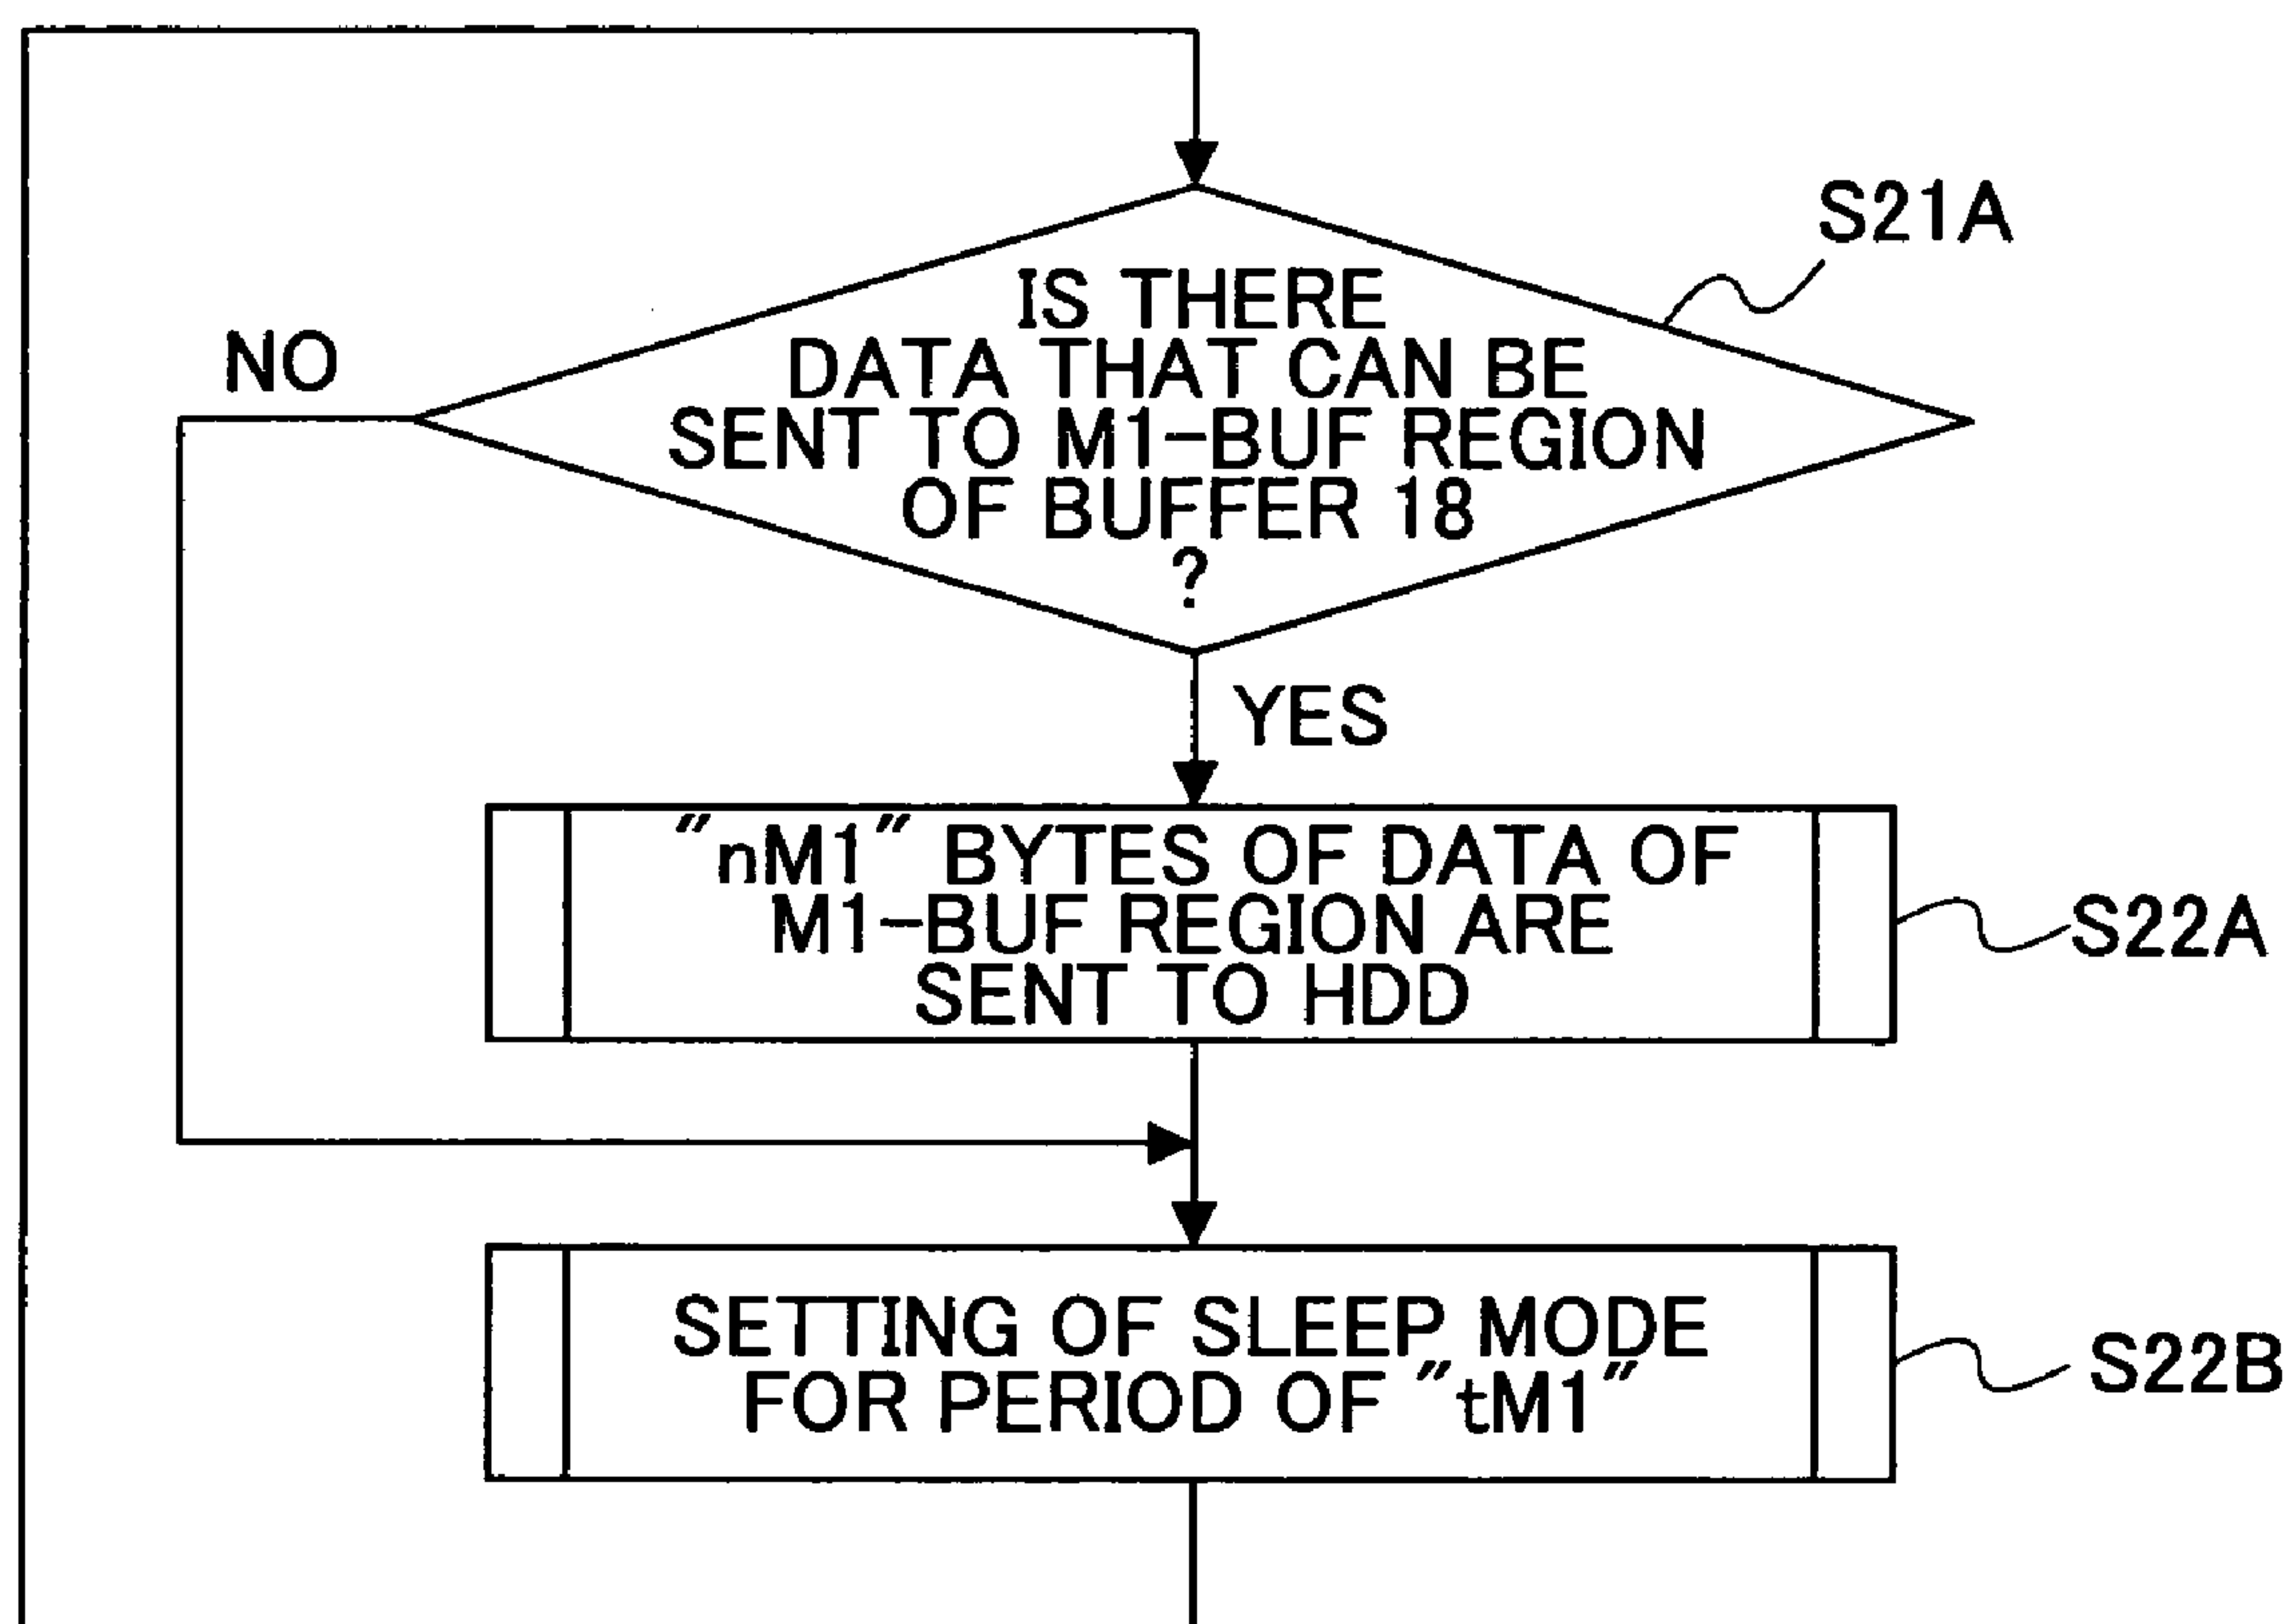 S21A
IS THERE
DATA THAT CAN BE
SENT TO M1-BUF REGION
OF BUFFER 18
?
NO
YES
"nM1" BYTES OF DATA OF
M1-BUF REGION ARE
SENT TO HDD
S22A
SETTING OF SLEEP MODE
FOR PERIOD OF "tM1"
S22B